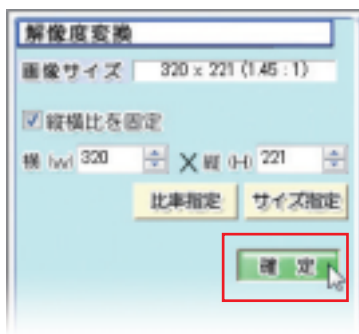 解像度変換
画像サイズ 320 x 221 (1.45 : 1)
縦横比を固定
横 (W) 320 × 縦 (H) 221
比率指定 サイズ指定
確 定